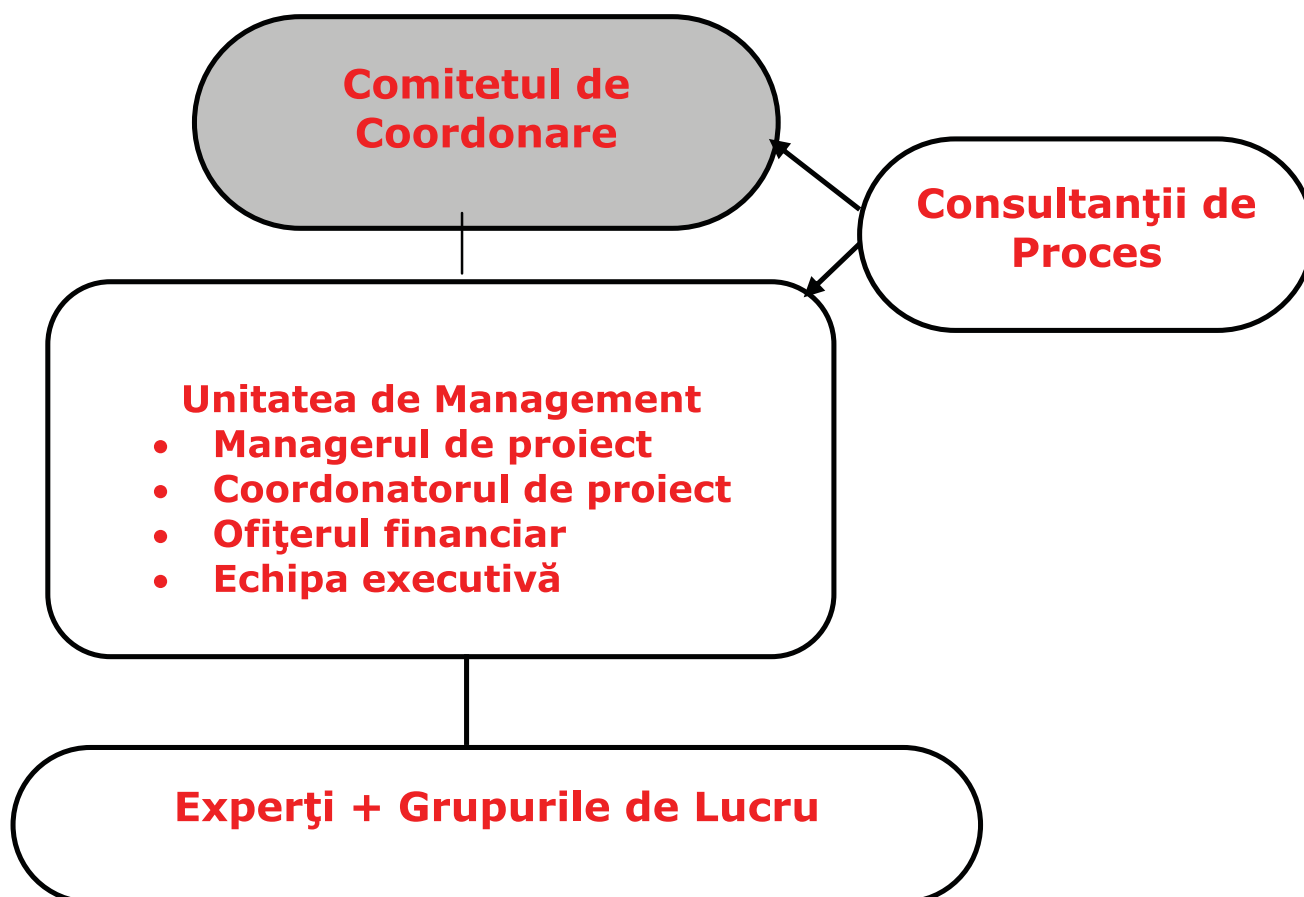 Comitetul de
Coordonare
Consultanţii de
Proces
Unitatea de Management
• Managerul de proiect
• Coordonatorul de proiect
• Ofiţerul financiar
• Echipa executivă
Experţi + Grupurile de Lucru